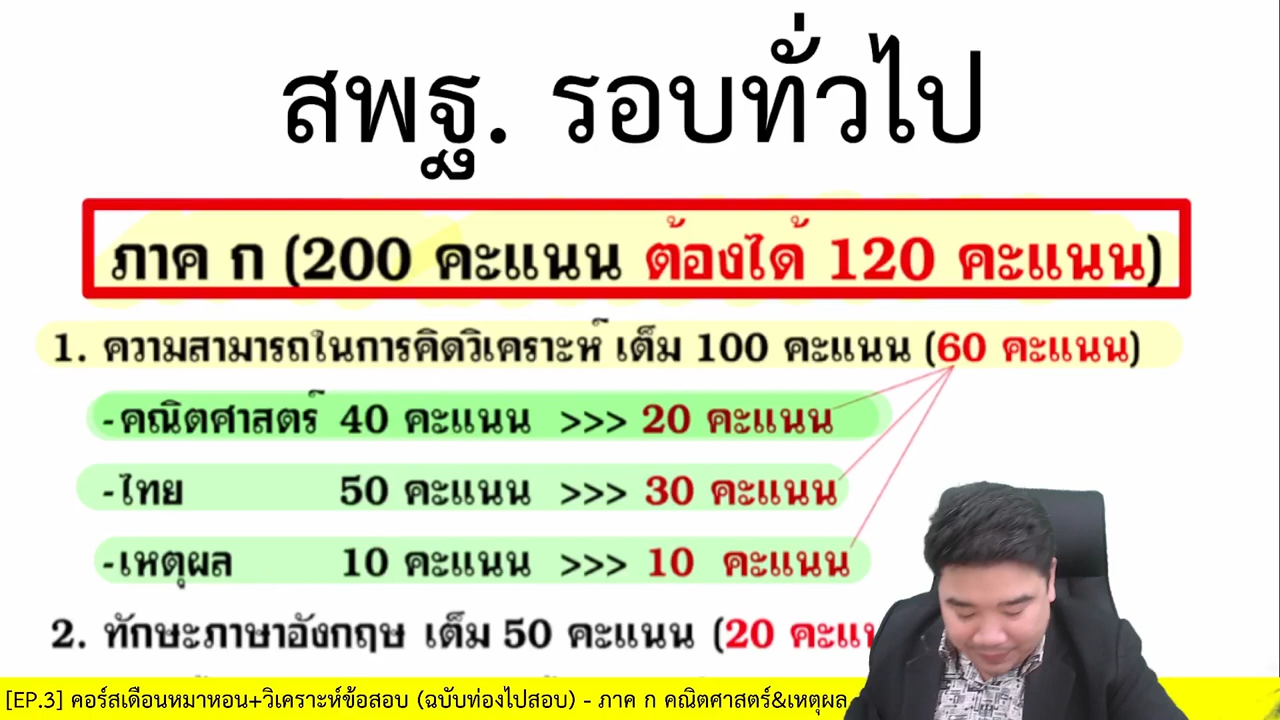 สพฐ. รอบทั่วไป
ภาค ก (200 คะแนน ต้องได้ 120 คะแนน)
1. ความสามารถในการคิดวิเคราะห์ เต็ม 100 คะแนน (60 คะแนน)
-คณิตศาสตร์ 40 คะแนน >>> 20 คะแนน
-ไทย 50 คะแนน >>> 30 คะแนน
-เหตุผล 10 คะแนน >>> 10 คะแนน
2. ทักษะภาษาอังกฤษ เต็ม 50 คะแนน (20
[EP.3] คอร์สเดือนหมาหอน+วิเคราะห์ข้อสอบ (ฉบับท่องไปสอบ) - ภาค ก คณิตศาสตร์&เหตุผล